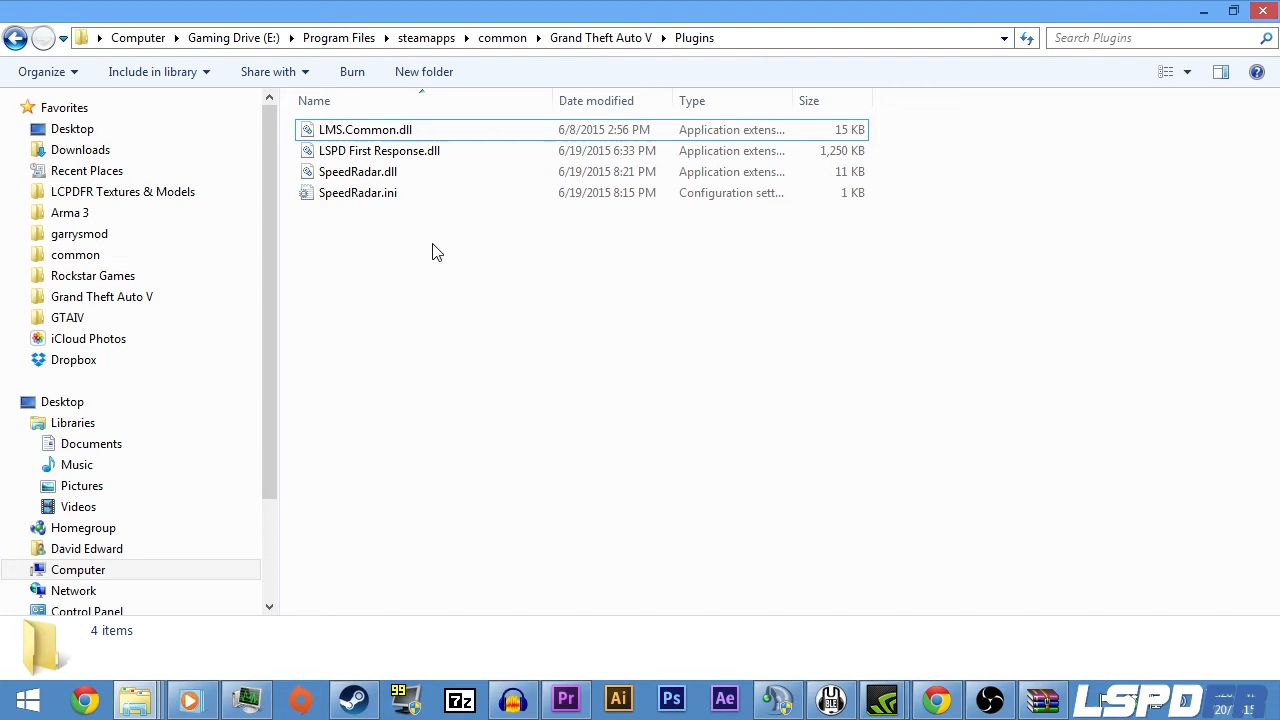 Computer Gaming Drive (E:) Program Files steamapps common Grand Theft Auto V Plugins Search Plugins
Organize Include in library Share with Burn New folder
Name Date modified Type Size
LMS.Common.dll 6/8/2015 2:56 PM Application extens... 15 KB
LSPD First Response.dll 6/19/2015 6:33 PM Application extens... 1,250 KB
SpeedRadar.dll 6/19/2015 8:21 PM Application extens... 11 KB
SpeedRadar.ini 6/19/2015 8:15 PM Configuration sett... 1 KB
Favorites
Desktop
Downloads
Recent Places
LCPDFR Textures & Models
Arma 3
garrysmod
common
Rockstar Games
Grand Theft Auto V
GTAIV
iCloud Photos
Dropbox
Desktop
Libraries
Documents
Music
Pictures
Videos
Homegroup
David Edward
Computer
Network
Control Panel
4 items
99 7z Pr Ai Ps Ae
LSPD